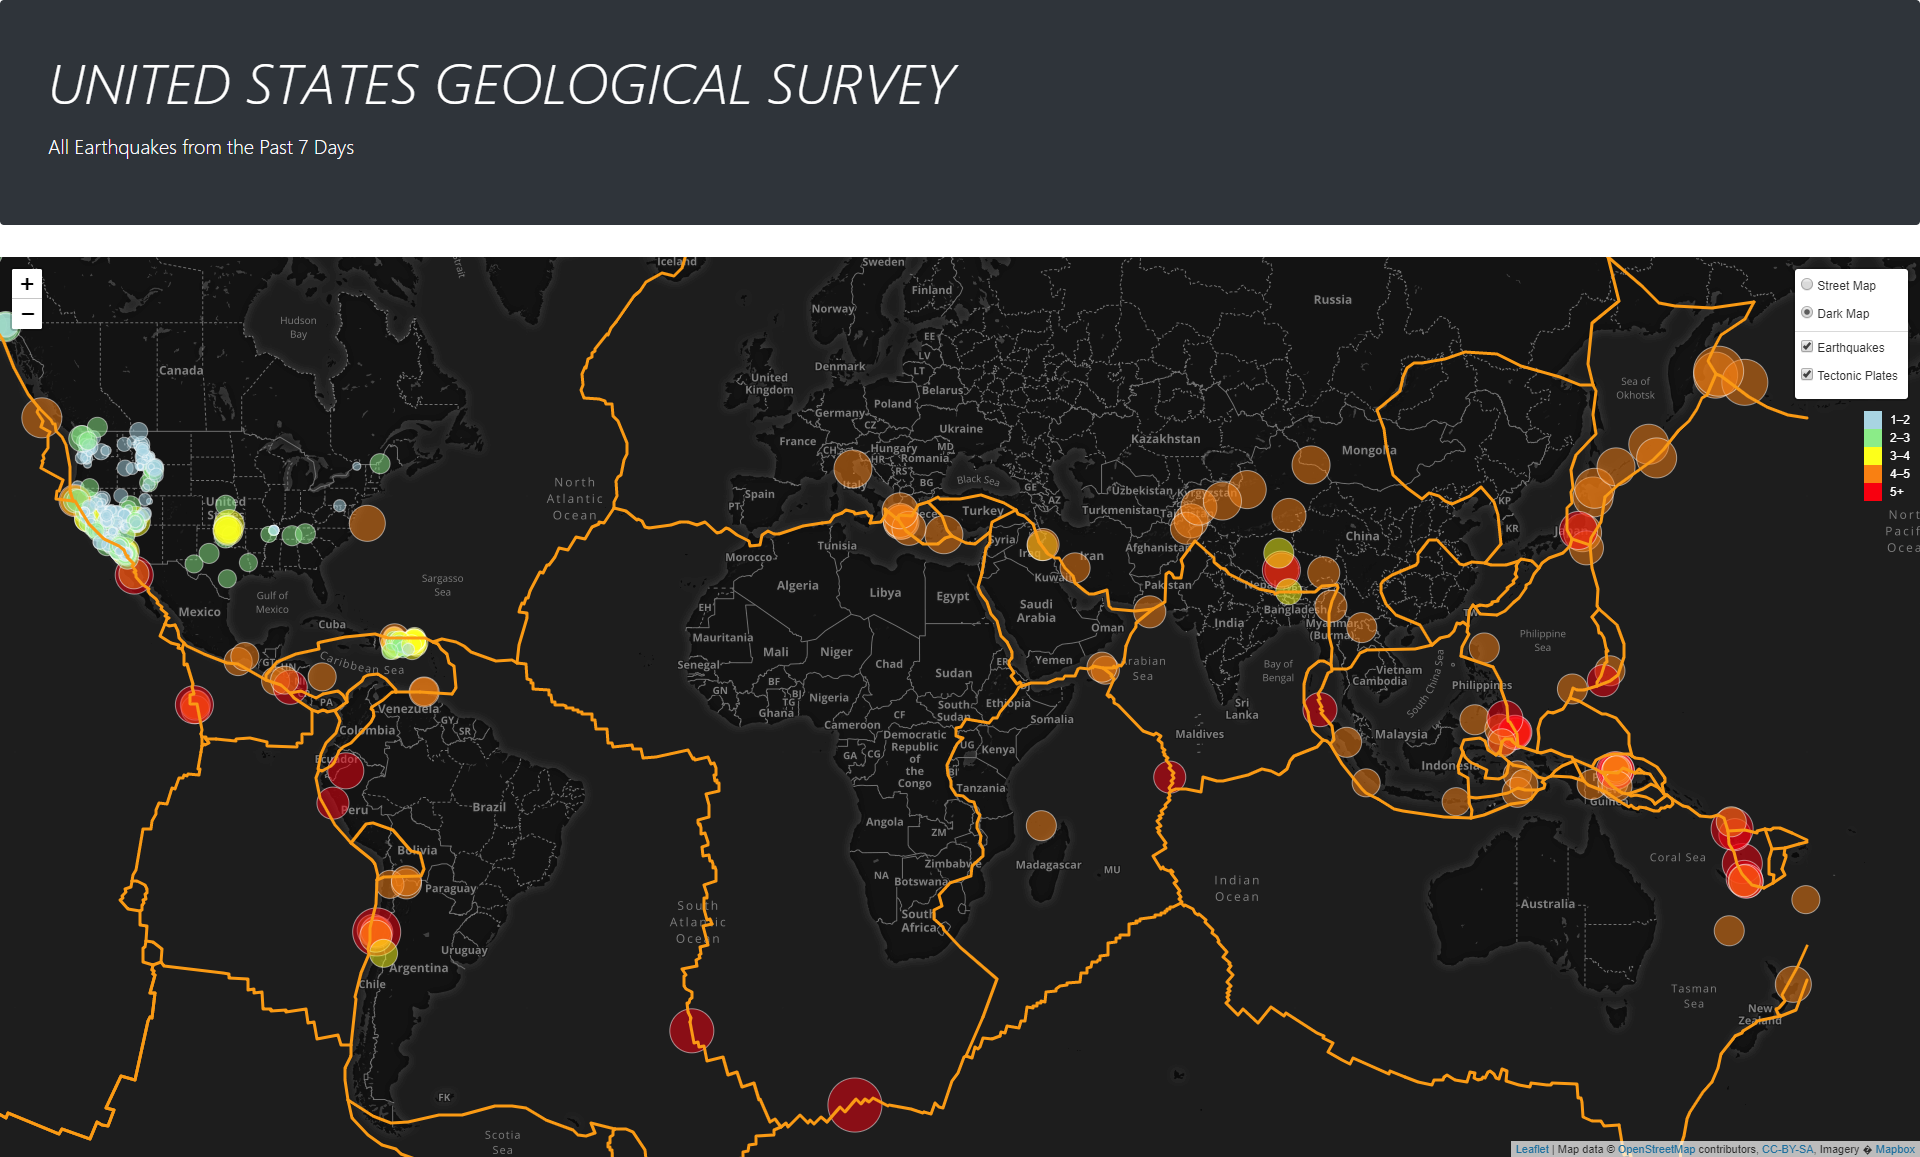 UNITED STATES GEOLOGICAL SURVEY
All Earthquakes from the Past 7 Days
+
−
Street Map
Dark Map
Earthquakes
Tectonic Plates
1–2
2–3
3–4
4–5
5+
Iceland
Sweden
Finland
Norway
Russia
Hudson
Bay
EE
LV
LT
Canada
Denmark
United
Kingdom
Belarus
Sea of
Okhotsk
Poland
Germany
CZ
Ukraine
France
Kazakhstan
Mongolia
CH
Hungary
MD
HR
Romania
RS
Italy
BG
Black Sea
North
Atlantic
Ocean
Spain
PT
GE
AZ
Uzbekistan
Kyrgyzstan
KP
United
Turkey
Turkmenistan
KR
Japan
North
Pacific
Ocea
Tunisia
Syria
Iraq
Iran
Afghanistan
China
Morocco
Algeria
Libya
Egypt
Kuwait
Pakistan
Nepal
Sargasso
Sea
Gulf of
Mexico
Mexico
EH
Saudi
Arabia
Bangladesh
TW
Cuba
Oman
India
Myanmar
(Burma)
Philippine
Sea
Mauritania
Mali
Niger
Chad
Sudan
ER
Yemen
Arabian
Sea
Bay of
Bengal
Vietnam
Cambodia
South China Sea
Philippines
GT
HN
Caribbean Sea
Senegal
GN
BF
BJ
TG
Nigeria
Ghana
PA
Venezuela
GY
SR
Colombia
DJ
Ethiopia
South
Sudan
CF
Cameroon
Somalia
Sri
Lanka
Maldives
Malaysia
Democratic
Republic
of
the
Congo
GA
CG
UG
Kenya
BI
Tanzania
Ecuador
Indonesia
Guinea
Brazil
Peru
Angola
ZM
Bolivia
Zimbabwe
Madagascar
MU
Coral Sea
NA
Botswana
Paraguay
Indian
Ocean
Australia
South
Atlantic
Ocean
South
Africa
Uruguay
Argentina
Chile
Tasman
Sea
New
Zealand
FK
Scotia
Sea
Leaflet | Map data © OpenStreetMap contributors, CC-BY-SA, Imagery � Mapbox